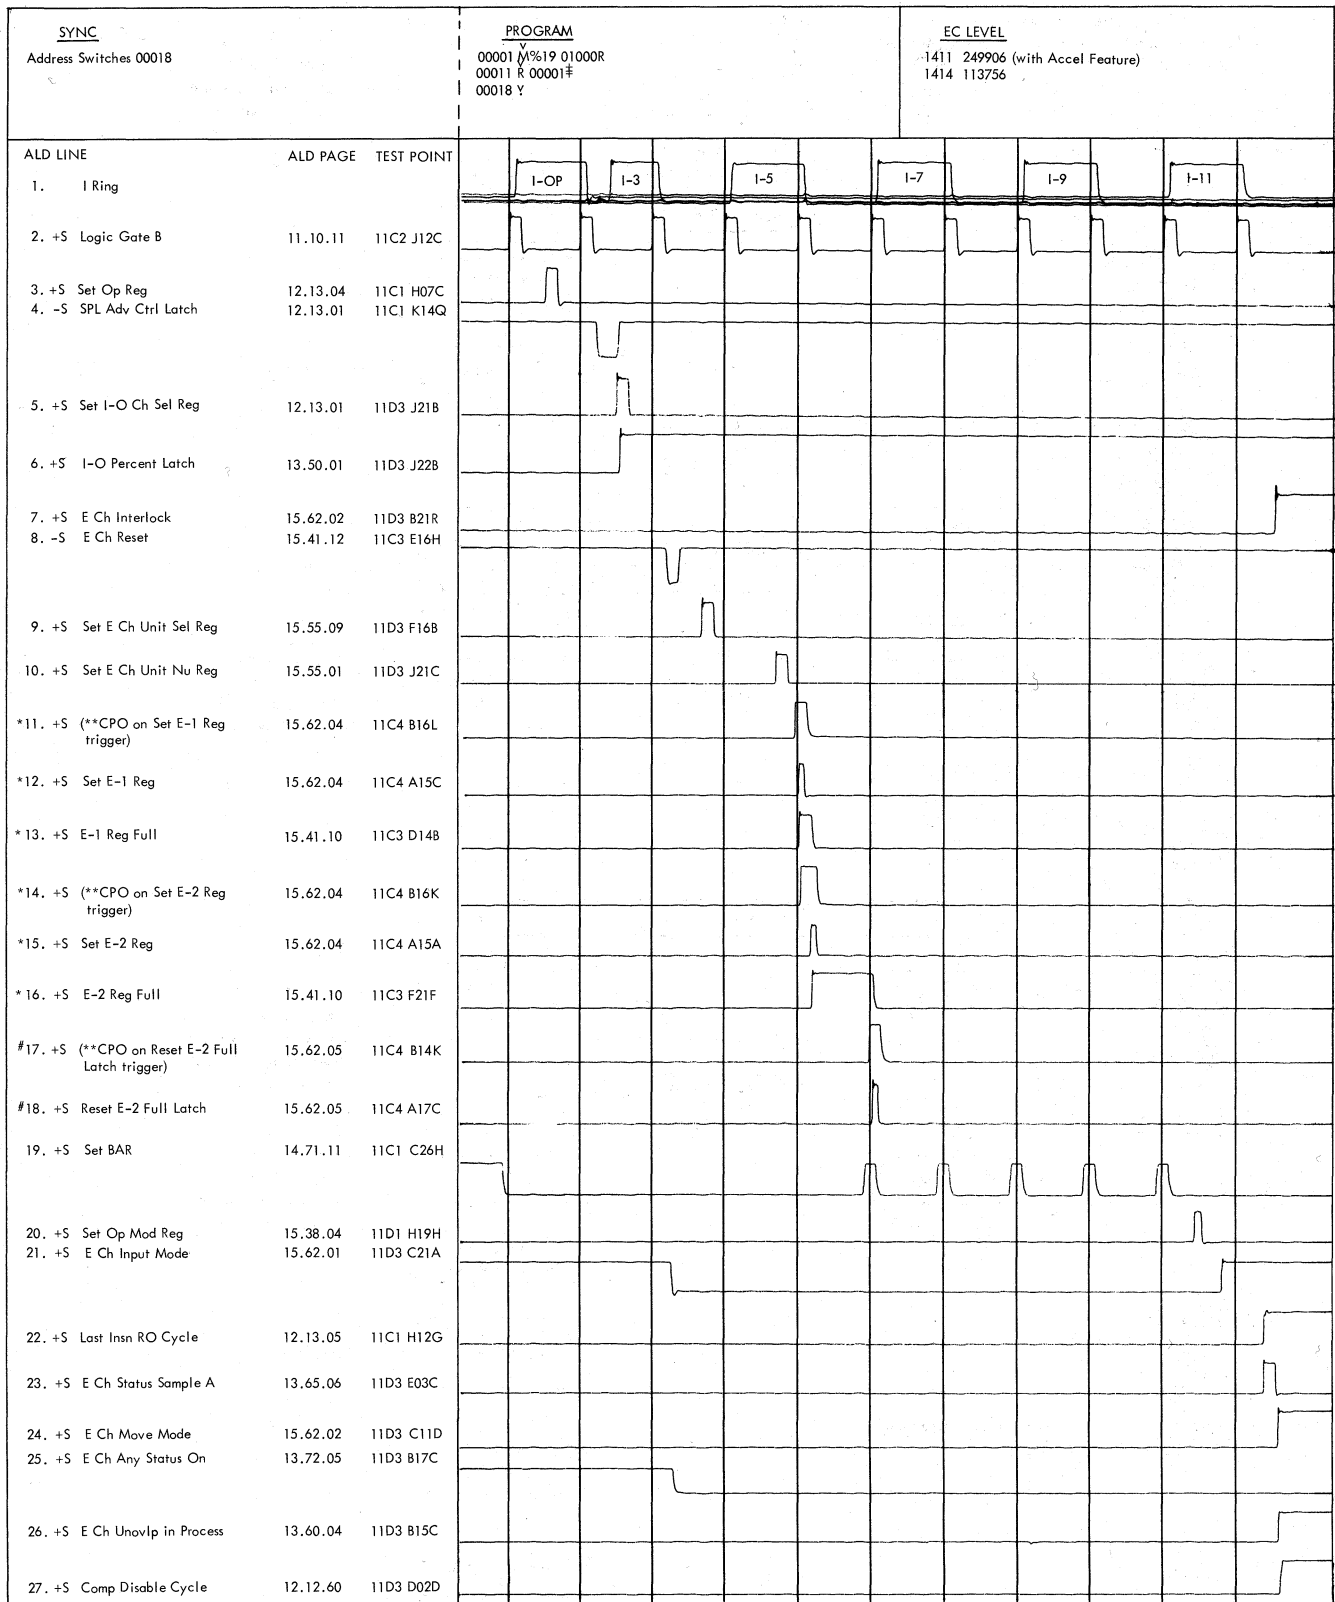 SYNC
Address Switches 00018
PROGRAM
v
00001 M%19 01000R
v
00011 R 00001‡
00018 Y
EC LEVEL
1411 249906 (with Accel Feature)
1414 113756
ALD LINE ALD PAGE TEST POINT
1. I Ring
I-OP I-3 I-5 I-7 I-9 I-11
2. +S Logic Gate B 11.10.11 11C2 J12C
3. +S Set Op Reg 12.13.04 11C1 H07C
4. -S SPL Adv Ctrl Latch 12.13.01 11C1 K14Q
5. +S Set I-O Ch Sel Reg 12.13.01 11D3 J21B
6. +S I-O Percent Latch 13.50.01 11D3 J22B
7. +S E Ch Interlock 15.62.02 11D3 B21R
8. -S E Ch Reset 15.41.12 11C3 E16H
9. +S Set E Ch Unit Sel Reg 15.55.09 11D3 F16B
10. +S Set E Ch Unit Nu Reg 15.55.01 11D3 J21C
*11. +S (**CPO on Set E-1 Reg 15.62.04 11C4 B16L
trigger)
*12. +S Set E-1 Reg 15.62.04 11C4 A15C
*13. +S E-1 Reg Full 15.41.10 11C3 D14B
*14. +S (**CPO on Set E-2 Reg 15.62.04 11C4 B16K
trigger)
*15. +S Set E-2 Reg 15.62.04 11C4 A15A
*16. +S E-2 Reg Full 15.41.10 11C3 F21F
#17. +S (**CPO on Reset E-2 Full 15.62.05 11C4 B14K
Latch trigger)
#18. +S Reset E-2 Full Latch 15.62.05 11C4 A17C
19. +S Set BAR 14.71.11 11C1 C26H
20. +S Set Op Mod Reg 15.38.04 11D1 H19H
21. +S E Ch Input Mode 15.62.01 11D3 C21A
22. +S Last Insn RO Cycle 12.13.05 11C1 H12G
23. +S E Ch Status Sample A 13.65.06 11D3 E03C
24. +S E Ch Move Mode 15.62.02 11D3 C11D
25. +S E Ch Any Status On 13.72.05 11D3 B17C
26. +S E Ch Unovlp in Process 13.60.04 11D3 B15C
27. +S Comp Disable Cycle 12.12.60 11D3 D02D